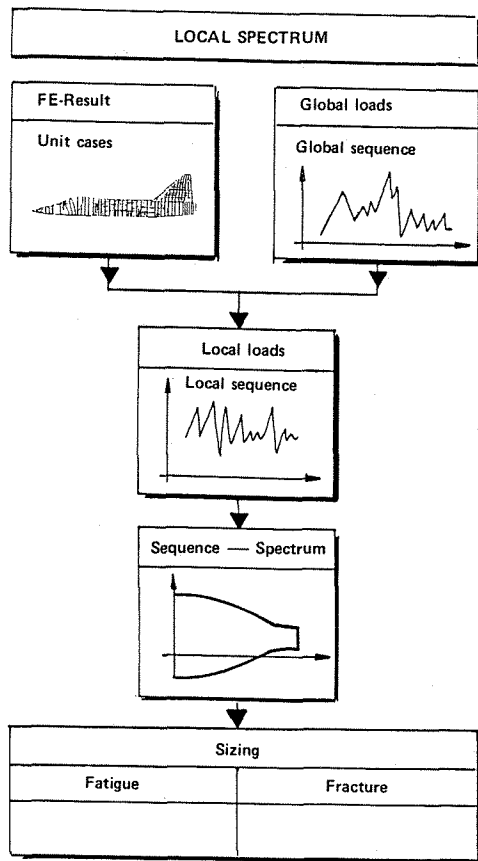 LOCAL SPECTRUM
FE-Result
Unit cases
Global loads
Global sequence
Local loads
Local sequence
Sequence — Spectrum
Sizing
Fatigue
Fracture